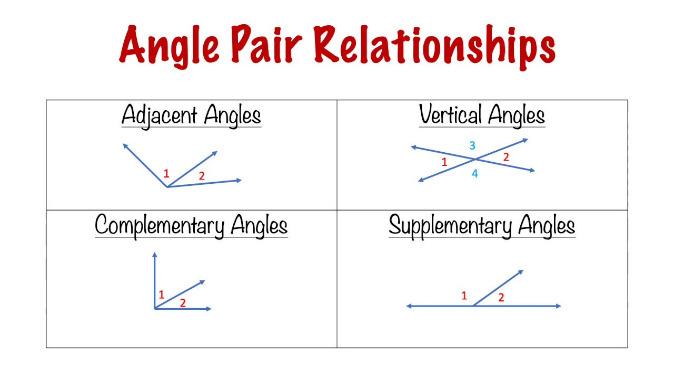 Angle Pair Relationships
Adjacent Angles
1
2
Vertical Angles
3
1
2
4
Complementary Angles
1
2
Supplementary Angles
1
2